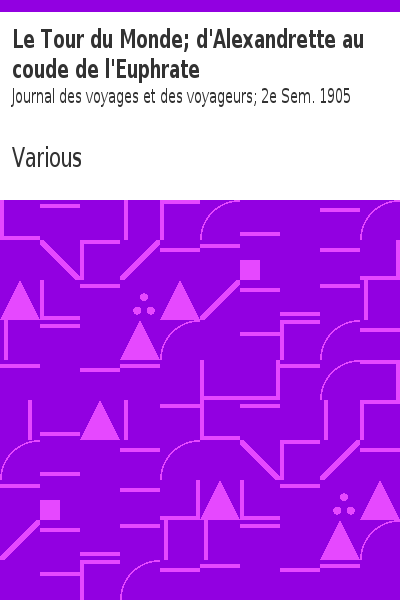 Le Tour du Monde; d'Alexandrette au
coude de l'Euphrate
Journal des voyages et des voyageurs; 2e Sem. 1905
Various